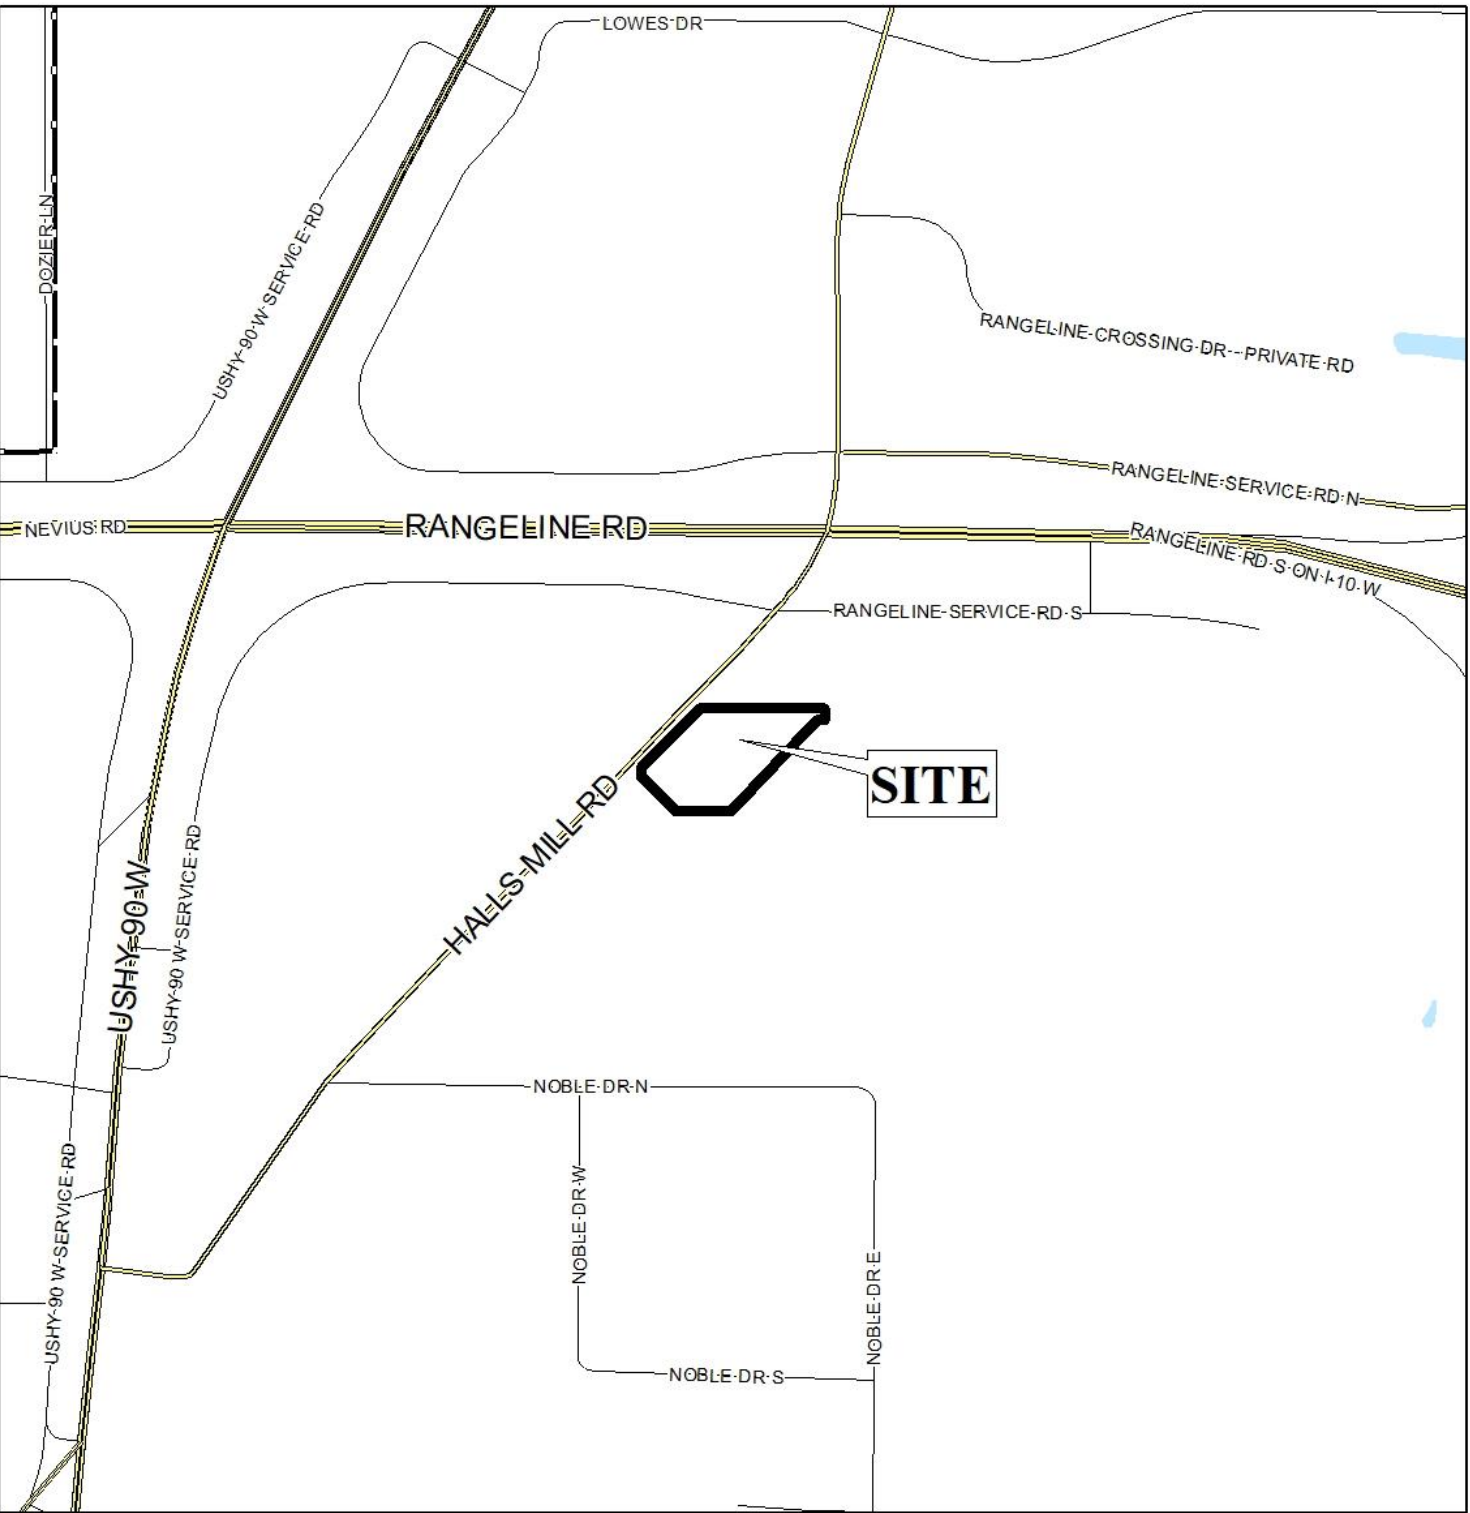 LOWES DR
DOZIER LN
USHY 90 W SERVICE RD
RANGELINE CROSSING DR--PRIVATE RD
RANGELINE SERVICE RD N
NEVIUS RD
RANGELINE RD
RANGELINE RD S ON I-10 W
RANGELINE SERVICE RD S
SITE
HALLS MILL RD
USHY 90 W
USHY 90 W SERVICE RD
NOBLE DR N
USHY 90 W SERVICE RD
NOBLE DR W
NOBLE DR E
NOBLE DR S